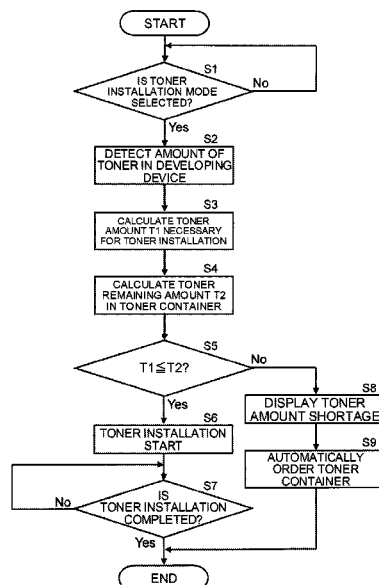 START
S1
IS TONER
INSTALLATION MODE
SELECTED?
No
Yes
S2
DETECT AMOUNT OF
TONER IN DEVELOPING
DEVICE
S3
CALCULATE TONER
AMOUNT T1 NECESSARY
FOR TONER INSTALLATION
S4
CALCULATE TONER
REMAINING AMOUNT T2
IN TONER CONTAINER
S5
T1≦T2?
No
Yes
S8
DISPLAY TONER
AMOUNT SHORTAGE
S6
TONER INSTALLATION
START
S9
AUTOMATICALLY
ORDER TONER
CONTAINER
S7
IS
TONER INSTALLATION
COMPLETED?
No
Yes
END